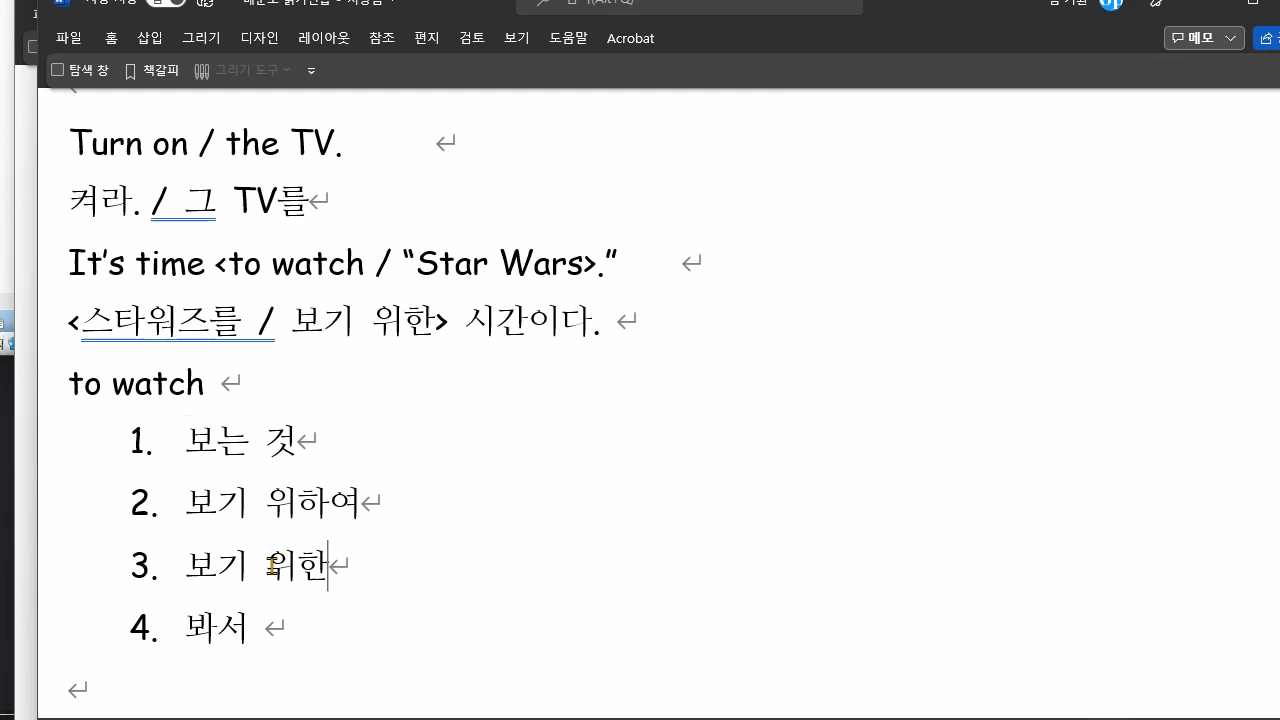 파일 홈 삽입 그리기 디자인 레이아웃 참조 편지 검토 보기 도움말 Acrobat 메모
탐색 창 책갈피 그리기 도구
Turn on / the TV.
켜라. / 그 TV를
It's time <to watch / “Star Wars>.”
<스타워즈를 / 보기 위한> 시간이다.
to watch
1. 보는 것
2. 보기 위하여
3. 보기 위한
4. 봐서